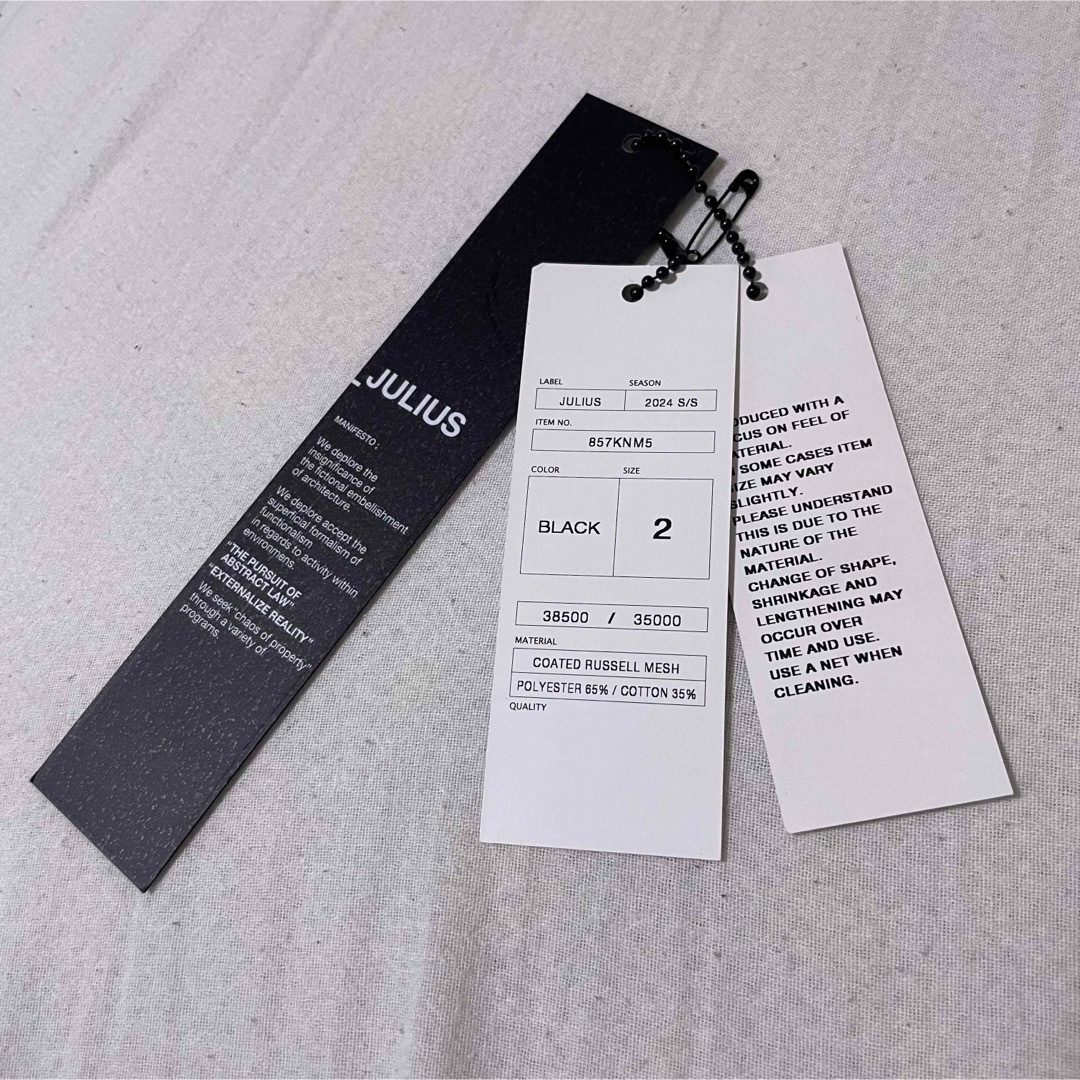 _JULIUS
MANIFESTO :
We deplore the
insignificance of
the fictional embellishment
of architecture.
We deplore accept the
superficial formalism of
functionalism
in regards to activity within
environmens.
"THE PURSUIT OF
ABSTRACT LAW"
"EXTERNALIZE REALITY"
We seek "chaos of property"
through a variety of
programs.
LABEL SEASON
JULIUS 2024 S/S
ITEM NO.
857KNM5
COLOR SIZE
BLACK 2
38500 / 35000
MATERIAL
COATED RUSSELL MESH
POLYESTER 65% / COTTON 35%
QUALITY
ODUCED WITH A
CUS ON FEEL OF
ATERIAL.
SOME CASES ITEM
IZE MAY VARY
SLIGHTLY.
PLEASE UNDERSTAND
THIS IS DUE TO THE
NATURE OF THE
MATERIAL.
CHANGE OF SHAPE,
SHRINKAGE AND
LENGTHENING MAY
OCCUR OVER
TIME AND USE.
USE A NET WHEN
CLEANING.